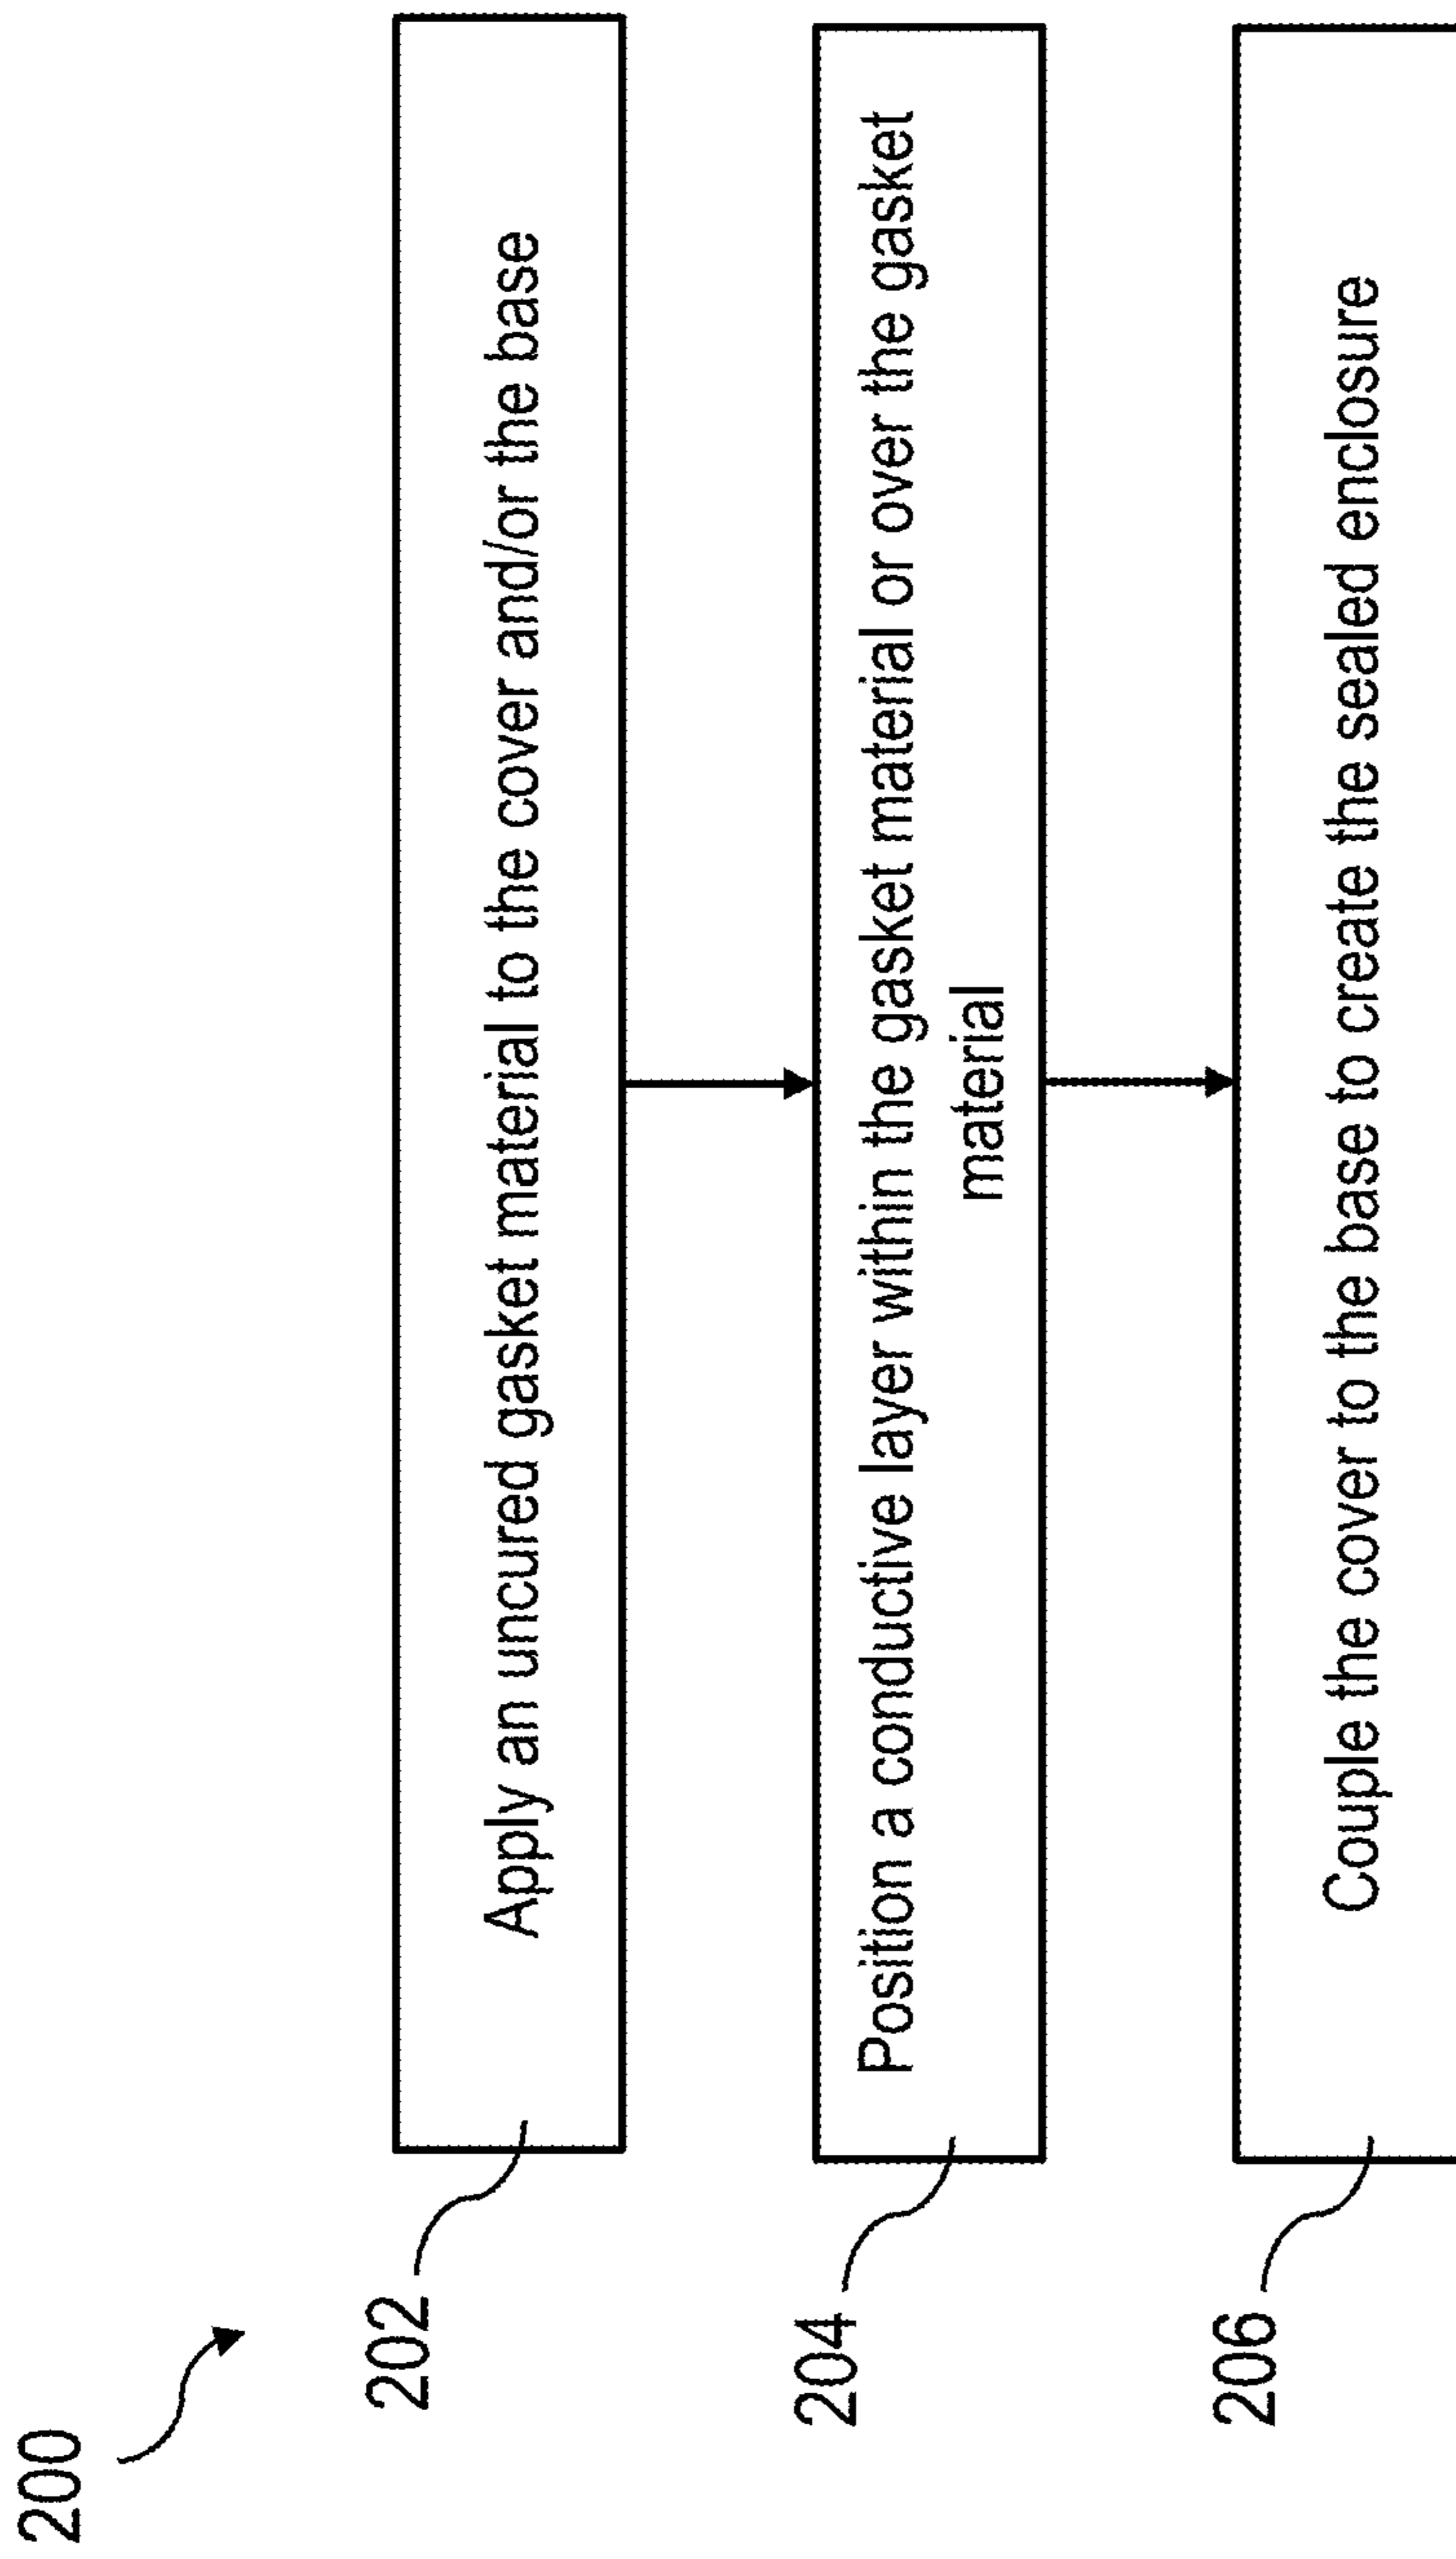 200
202
Apply an uncured gasket material to the cover and/or the base
204
Position a conductive layer within the gasket material or over the gasket
material
206
Couple the cover to the base to create the sealed enclosure